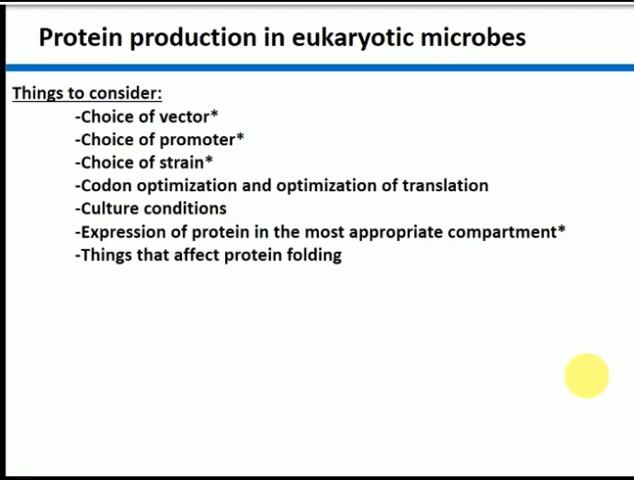 Protein production in eukaryotic microbes
Things to consider:
-Choice of vector*
-Choice of promoter*
-Choice of strain*
-Codon optimization and optimization of translation
-Culture conditions
-Expression of protein in the most appropriate compartment*
-Things that affect protein folding